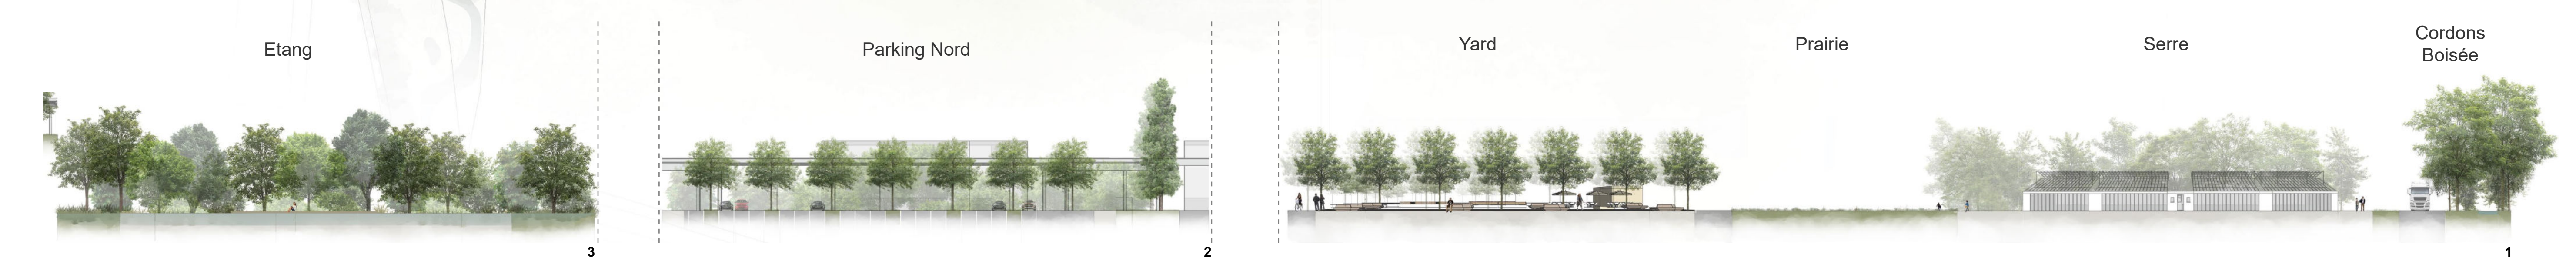 Etang
Parking Nord
Yard
Prairie
Serre
Cordons
Boisée
3
2
1